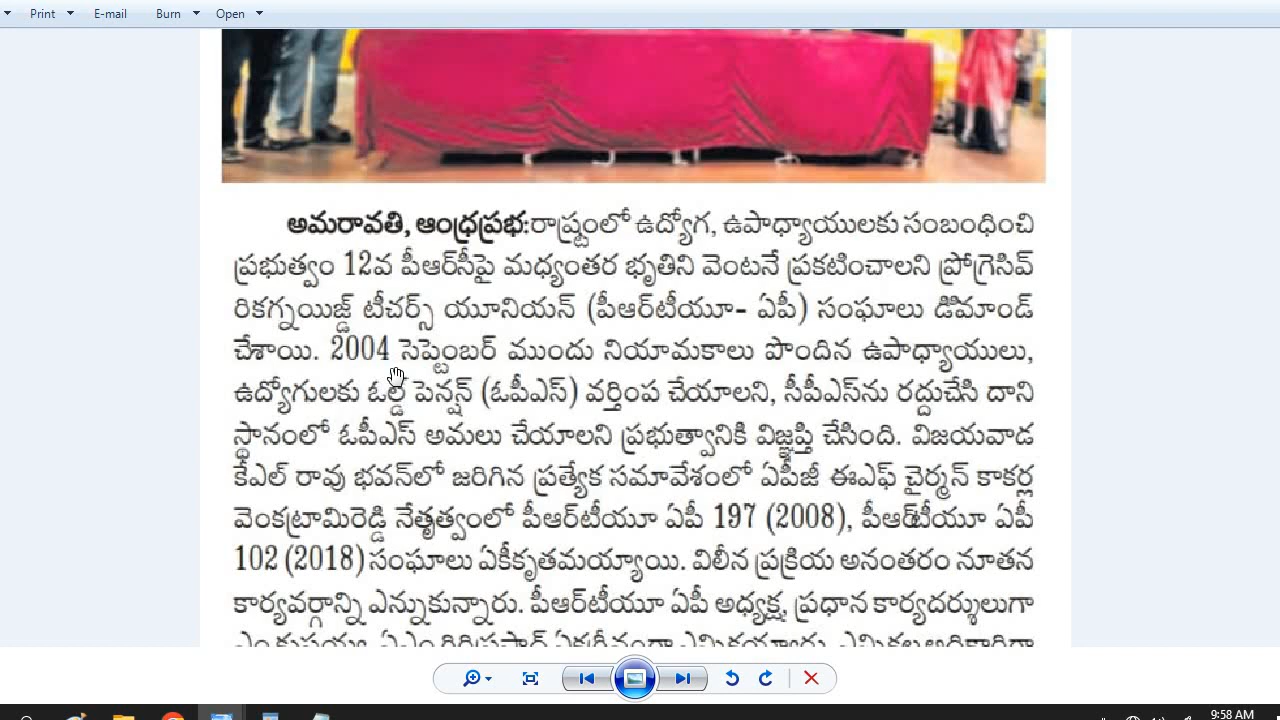 Print E-mail Burn Open
అమరావతి, ఆంధ్రప్రభ:రాష్ట్రంలో ఉద్యోగ, ఉపాధ్యాయులకు సంబంధించి
ప్రభుత్వం 12వ పీఆర్‌సీపై మధ్యంతర భృతిని వెంటనే ప్రకటించాలని ప్రోగ్రెసివ్
రికగ్నయిజ్డ్ టీచర్స్ యూనియన్ (పీఆర్‌టీయూ- ఏపీ) సంఘాలు డిమాండ్
చేశాయి. 2004 సెప్టెంబర్ ముందు నియామకాలు పొందిన ఉపాధ్యాయులు,
ఉద్యోగులకు ఓల్డ్ పెన్షన్ (ఓపీఎస్) వర్తింప చేయాలని, సీపీఎస్‌ను రద్దుచేసి దాని
స్థానంలో ఓపీఎస్ అమలు చేయాలని ప్రభుత్వానికి విజ్ఞప్తి చేసింది. విజయవాడ
కేఎల్ రావు భవన్‌లో జరిగిన ప్రత్యేక సమావేశంలో ఏపీజీ ఈఎఫ్ చైర్మన్ కాకర్ల
వెంకట్రామిరెడ్డి నేతృత్వంలో పీఆర్‌టీయూ ఏపీ 197 (2008), పీఆర్‌టీయూ ఏపీ
102 (2018) సంఘాలు ఏకీకృతమయ్యాయి. విలీన ప్రక్రియ అనంతరం నూతన
కార్యవర్గాన్ని ఎన్నుకున్నారు. పీఆర్‌టీయూ ఏపీ అధ్యక్ష, ప్రధాన కార్యదర్శులుగా
9:58 AM